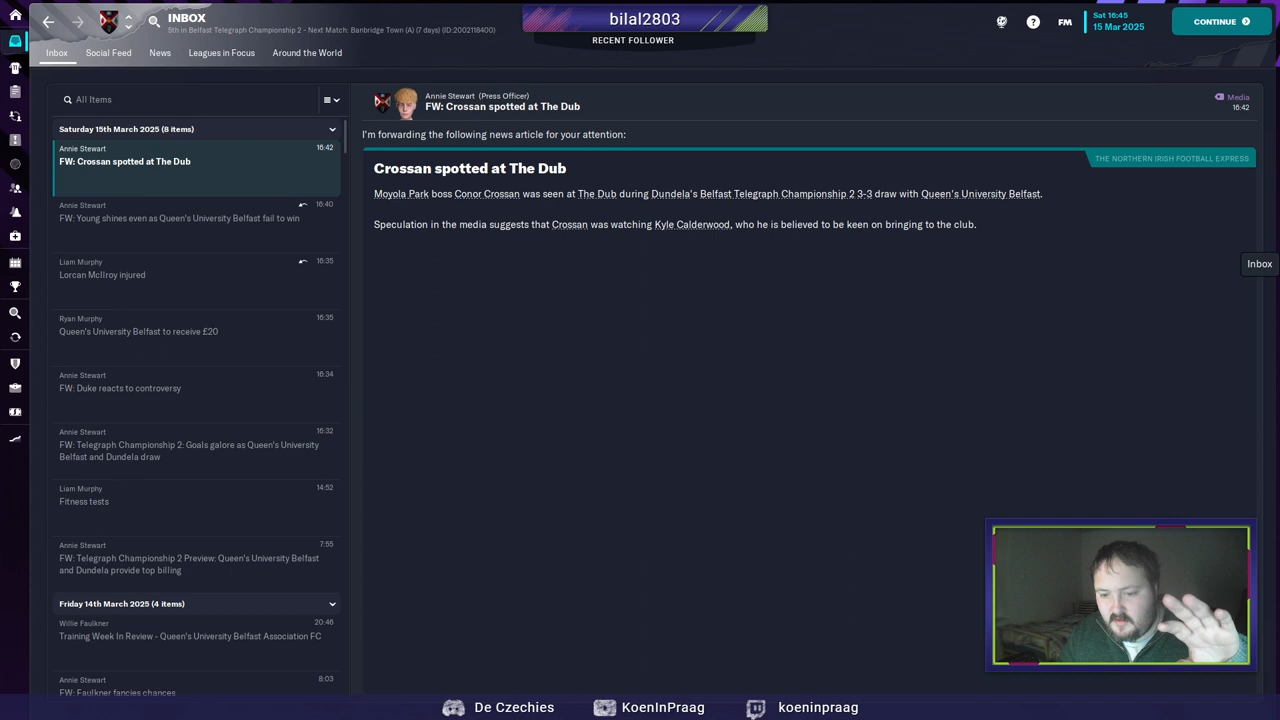 INBOX
5th in Belfast Telegraph Championship 2 - Next Match: Banbridge Town (A) (7 days) (ID:2002118400)
bilal2803
RECENT FOLLOWER
FM
Sat 16:45
15 Mar 2025
CONTINUE
Inbox
Social Feed
News
Leagues in Focus
Around the World
All Items
Saturday 15th March 2025 (8 items)
Annie Stewart 16:42
FW: Crossan spotted at The Dub
Annie Stewart 16:40
FW: Young shines even as Queen's University Belfast fail to win
Liam Murphy 16:35
Lorcan McIlroy injured
Ryan Murphy 16:35
Queen's University Belfast to receive £20
Annie Stewart 16:34
FW: Duke reacts to controversy
Annie Stewart 16:32
FW: Telegraph Championship 2: Goals galore as Queen's University
Belfast and Dundela draw
Liam Murphy 14:52
Fitness tests
Annie Stewart 7:55
FW: Telegraph Championship 2 Preview: Queen's University Belfast
and Dundela provide top billing
Friday 14th March 2025 (4 items)
Willie Faulkner 20:46
Training Week In Review - Queen's University Belfast Association FC
Annie Stewart 8:03
FW: Faulkner fancies chances
Annie Stewart (Press Officer)
FW: Crossan spotted at The Dub
Media
16:42
I'm forwarding the following news article for your attention:
THE NORTHERN IRISH FOOTBALL EXPRESS
Crossan spotted at The Dub
Moyola Park boss Conor Crossan was seen at The Dub during Dundela's Belfast Telegraph Championship 2 3-3 draw with Queen's University Belfast.
Speculation in the media suggests that Crossan was watching Kyle Calderwood, who he is believed to be keen on bringing to the club.
Inbox
De Czechies
KoenInPraag
koeninpraag